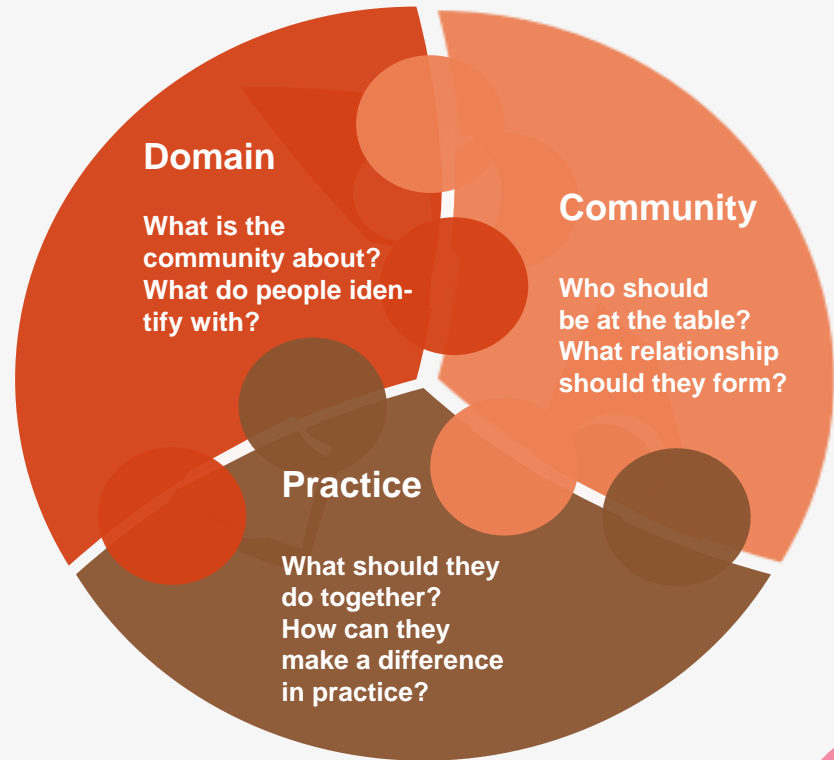 Domain
What is the
community about?
What do people iden-
tify with?
Community
Who should
be at the table?
What relationship
should they form?
Practice
What should they
do together?
How can they
make a difference
in practice?